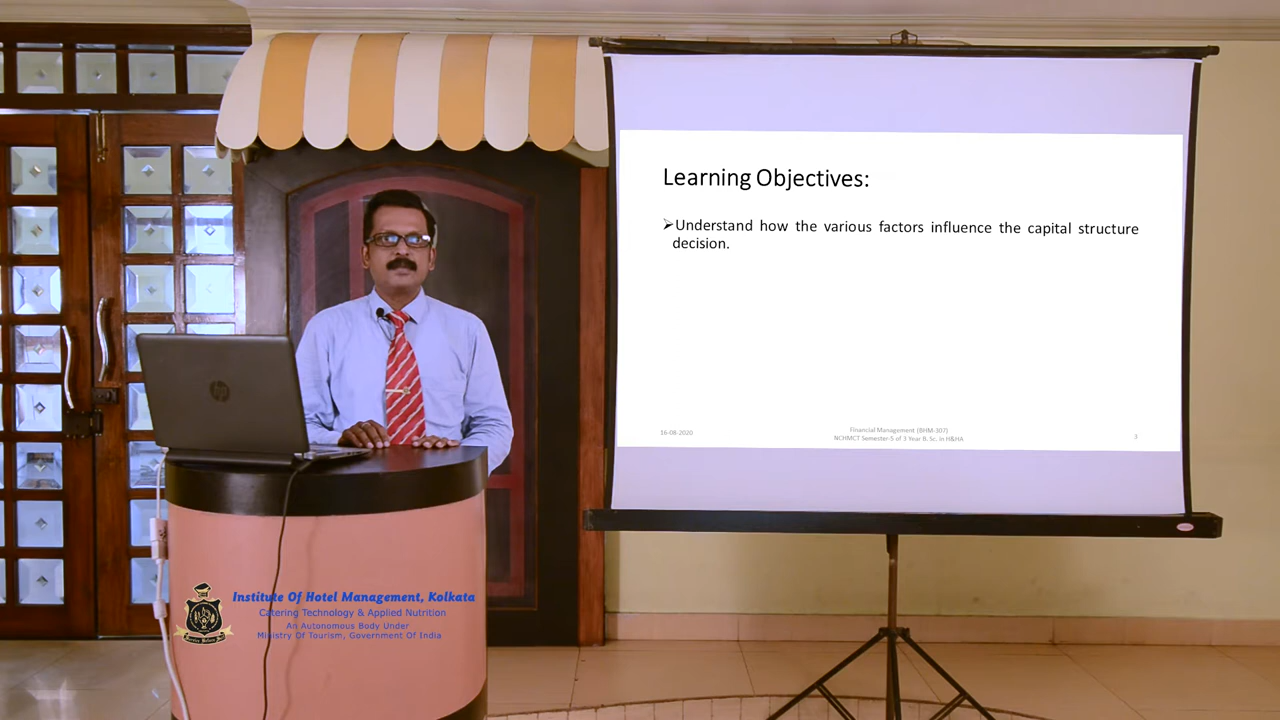 Learning Objectives:
➢Understand how the various factors influence the capital structure
decision.
16-08-2020
Financial Management (BHM-307)
NCHMCT Semester-5 of 3 Year B. Sc. in H&HA
3
hp
Institute Of Hotel Management, Kolkata
Catering Technology & Applied Nutrition
An Autonomous Body Under
Ministry Of Tourism, Government Of India